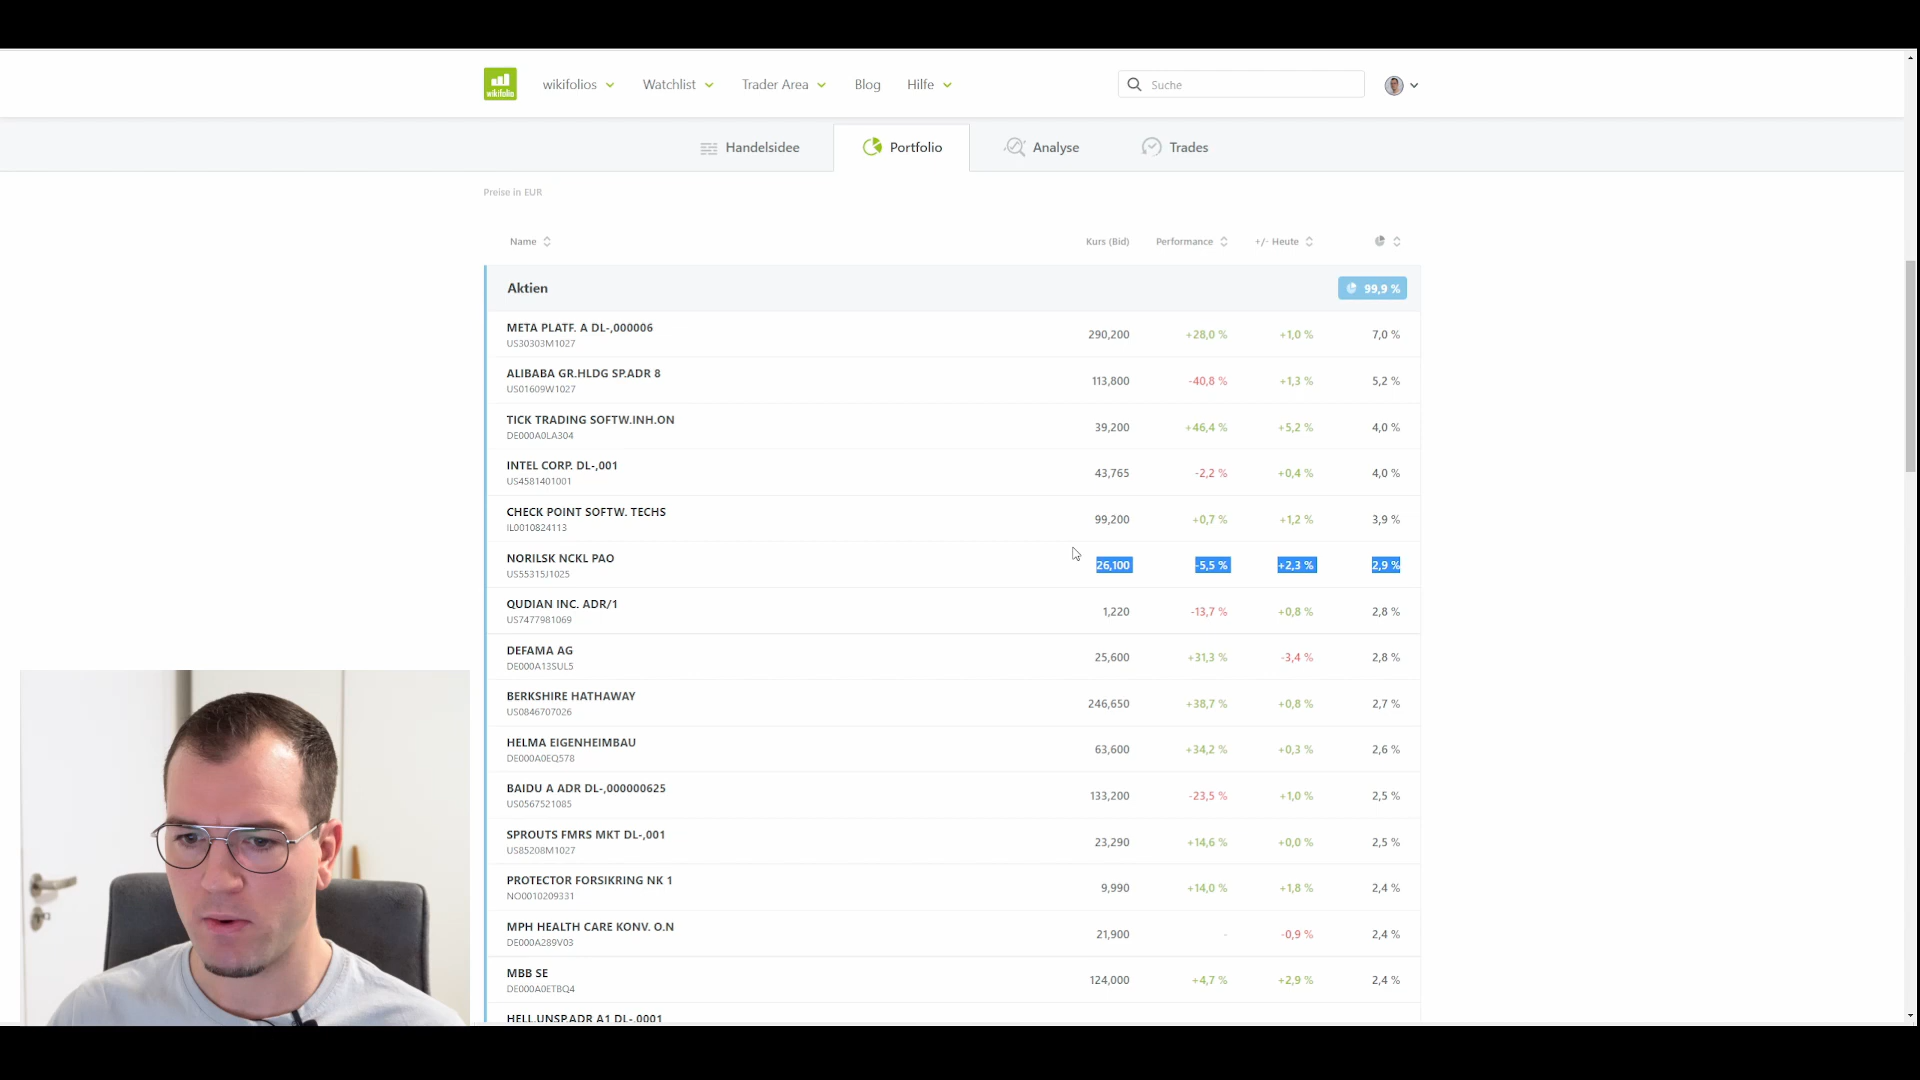 wikifolio
wikifolios
Watchlist
Trader Area
Blog
Hilfe
Suche
Handelsidee
Portfolio
Analyse
Trades
Preise in EUR
Name Kurs (Bid) Performance +/- Heute
Aktien 99,9 %
META PLATF. A DL-,000006 290,200 +28,0 % +1,0 % 7,0 %
US30303M1027
ALIBABA GR.HLDG SP.ADR 8 113,800 -40,8 % +1,3 % 5,2 %
US01609W1027
TICK TRADING SOFTW.INH.ON 39,200 +46,4 % +5,2 % 4,0 %
DE000A0LA304
INTEL CORP. DL-,001 43,765 -2,2 % +0,4 % 4,0 %
US4581401001
CHECK POINT SOFTW. TECHS 99,200 +0,7 % +1,2 % 3,9 %
IL0010824113
NORILSK NCKL PAO 26,100 -5,5 % +2,3 % 2,9 %
US55315J1025
QUDIAN INC. ADR/1 1,220 -13,7 % +0,8 % 2,8 %
US7477981069
DEFAMA AG 25,600 +31,3 % -3,4 % 2,8 %
DE000A13SUL5
BERKSHIRE HATHAWAY 246,650 +38,7 % +0,8 % 2,7 %
US0846707026
HELMA EIGENHEIMBAU 63,600 +34,2 % +0,3 % 2,6 %
DE000A0EQ578
BAIDU A ADR DL-,000000625 133,200 -23,5 % +1,0 % 2,5 %
US0567521085
SPROUTS FMRS MKT DL-,001 23,290 +14,6 % +0,0 % 2,5 %
US85208M1027
PROTECTOR FORSIKRING NK 1 9,990 +14,0 % +1,8 % 2,4 %
NO0010209331
MPH HEALTH CARE KONV. O.N 21,900 - -0,9 % 2,4 %
DE000A289V03
MBB SE 124,000 +4,7 % +2,9 % 2,4 %
DE000A0ETBQ4
HELL.UNSP.ADR A1 DL-,0001